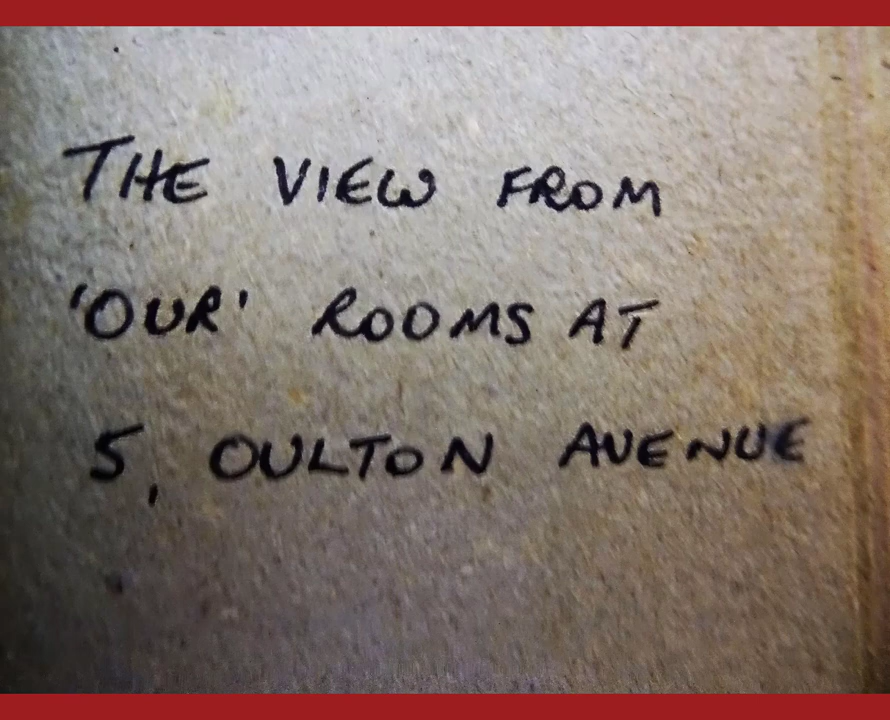 THE VIEW FROM
'OUR' ROOMS AT
5, OULTON AVENUE